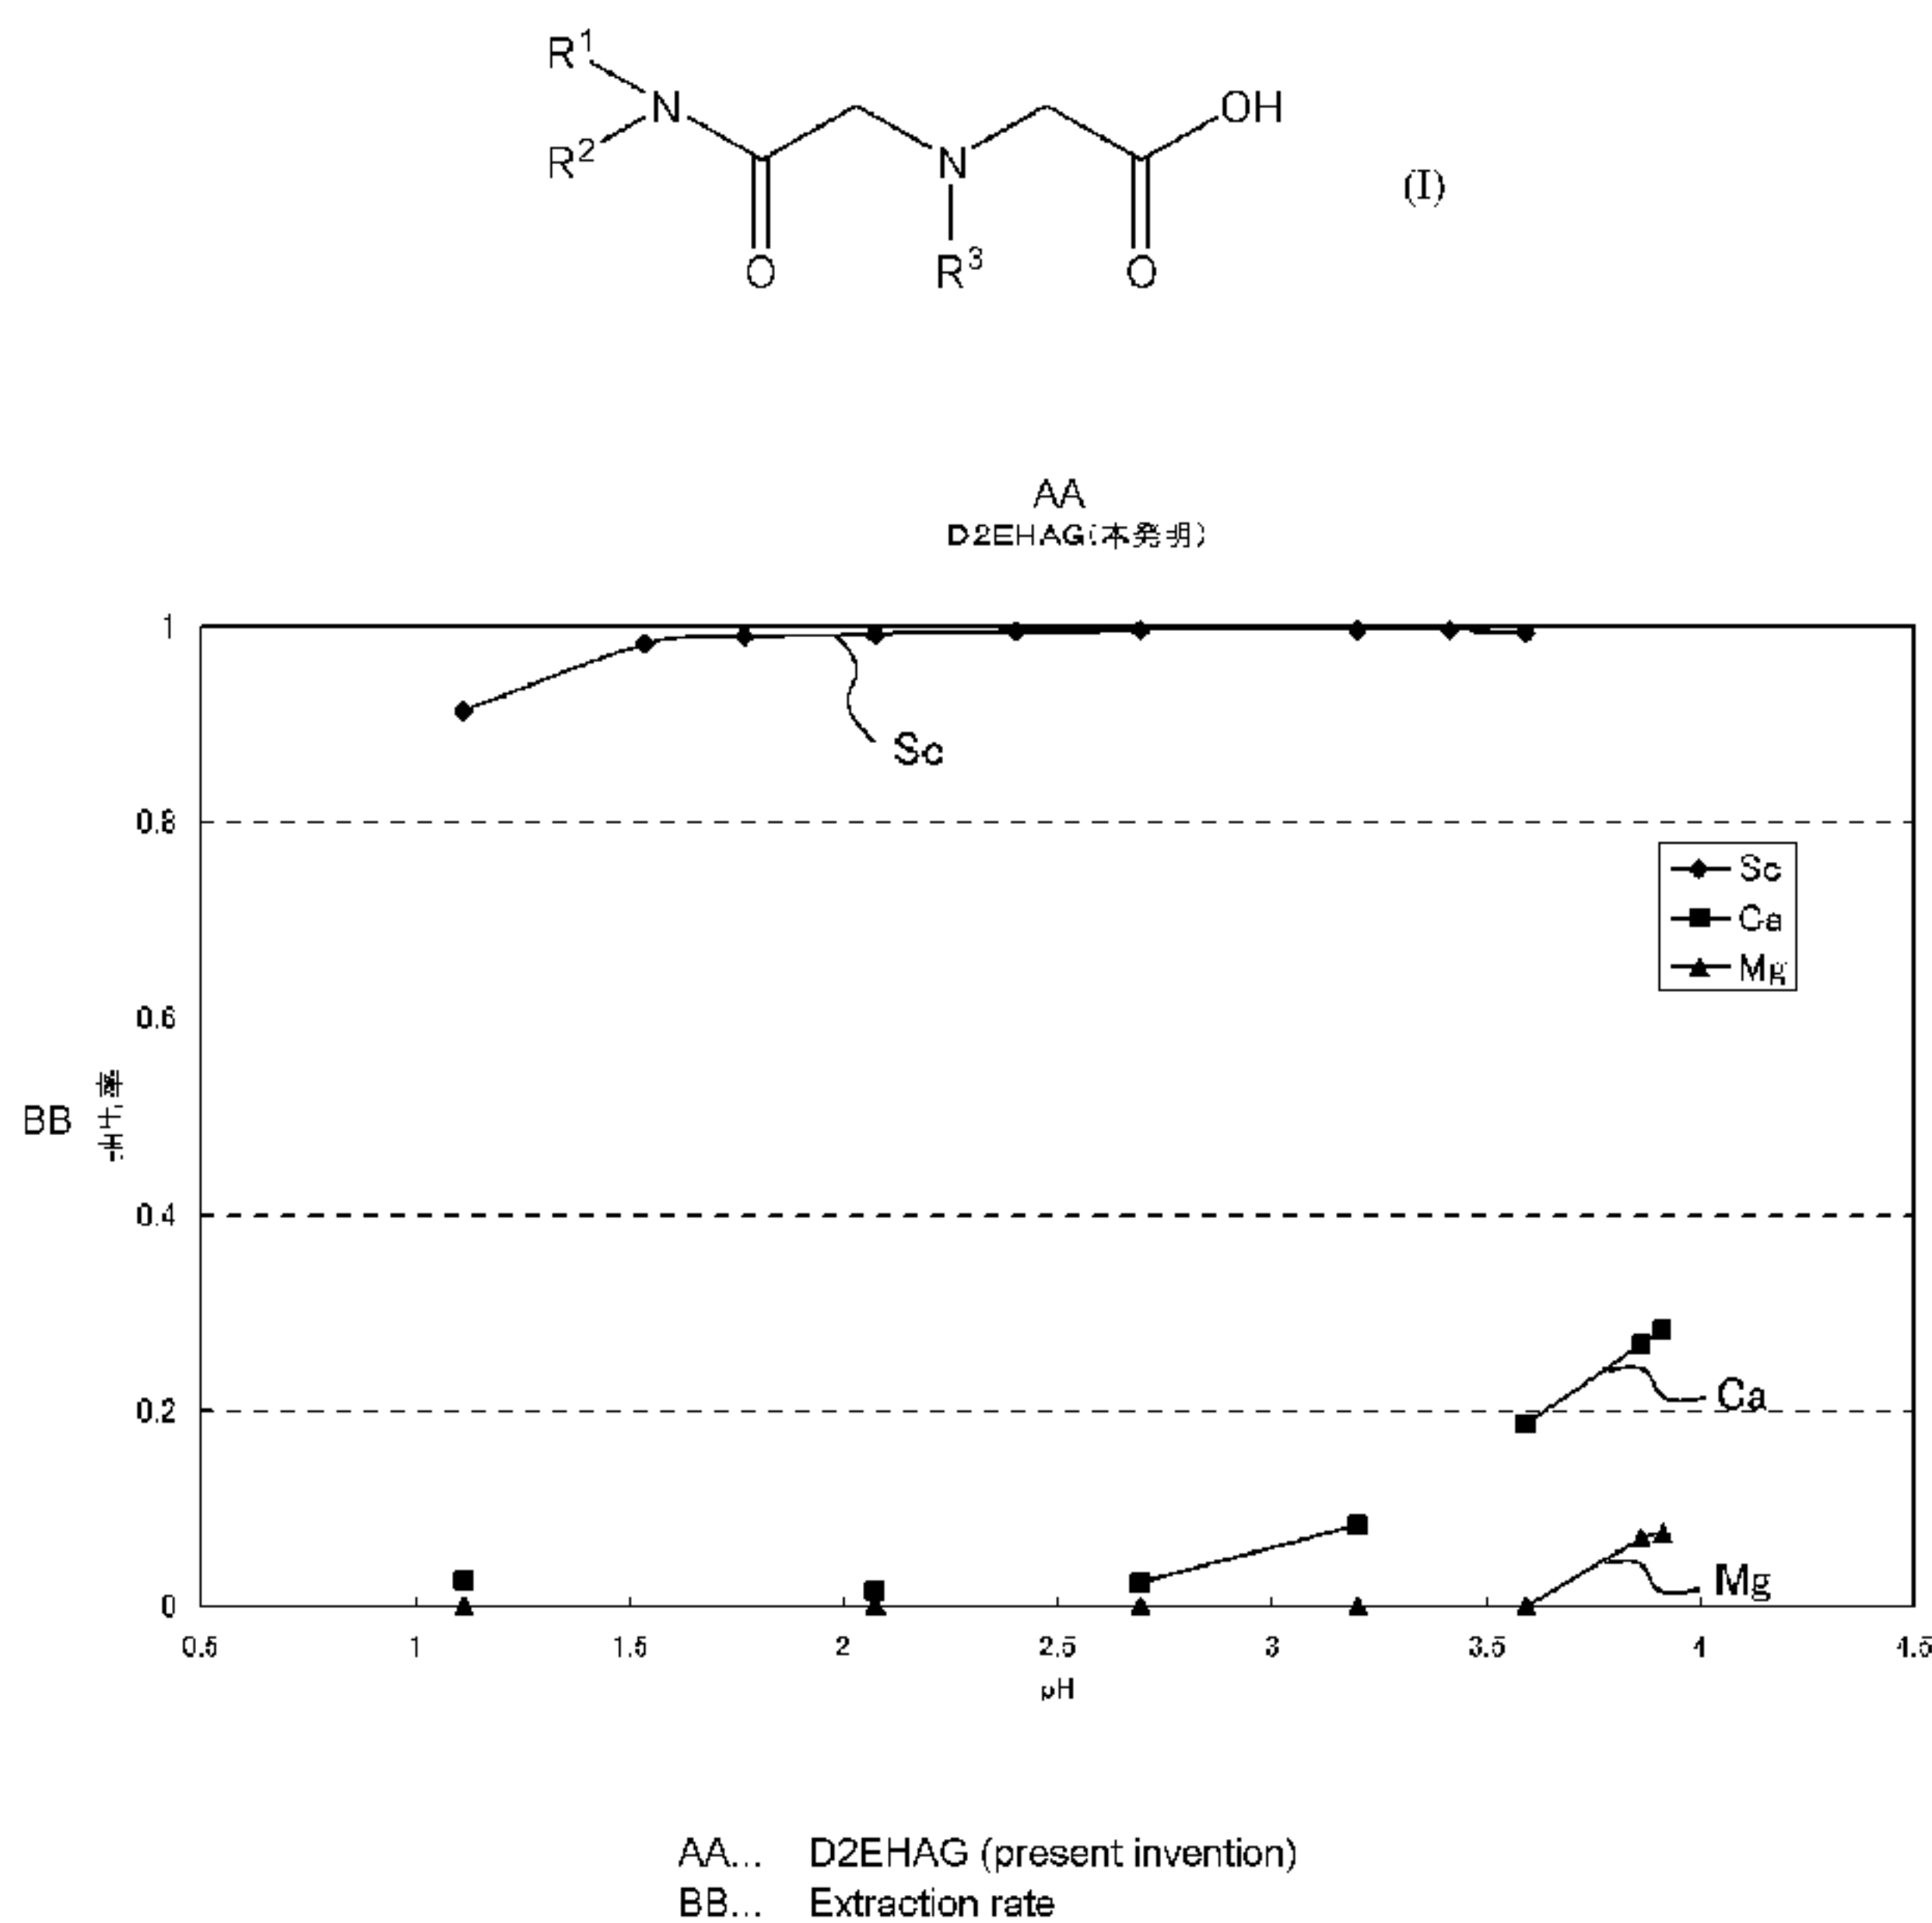 R¹
N
OH
R²
N
(I)
O
R³
O
AA
D2EHAG(本発明)
1
Sc
0.8
Sc
Ca
Mg
0.6
BB
0.4
Ca
0.2
Mg
0
0.5 1 1.5 2 2.5 3 3.5 4 4.5
pH
AA... D2EHAG (present invention)
BB... Extraction rate